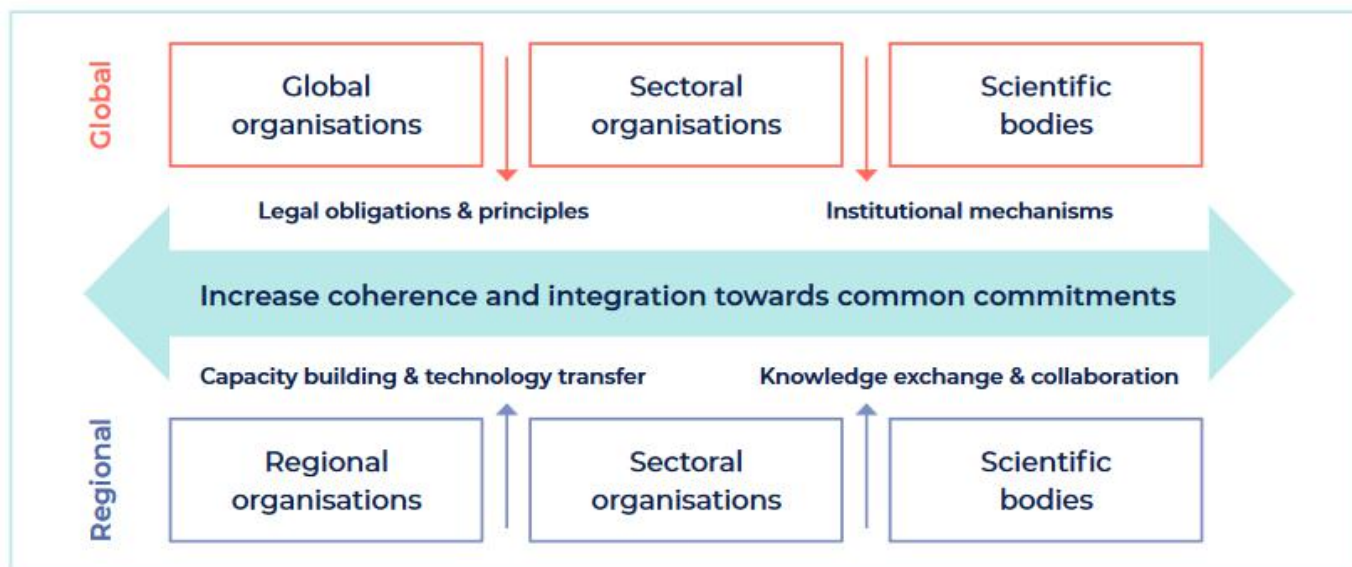 Global
Global
organisations
Sectoral
organisations
Scientific
bodies
Legal obligations & principles
Institutional mechanisms
Increase coherence and integration towards common commitments
Capacity building & technology transfer
Knowledge exchange & collaboration
Regional
Regional
organisations
Sectoral
organisations
Scientific
bodies